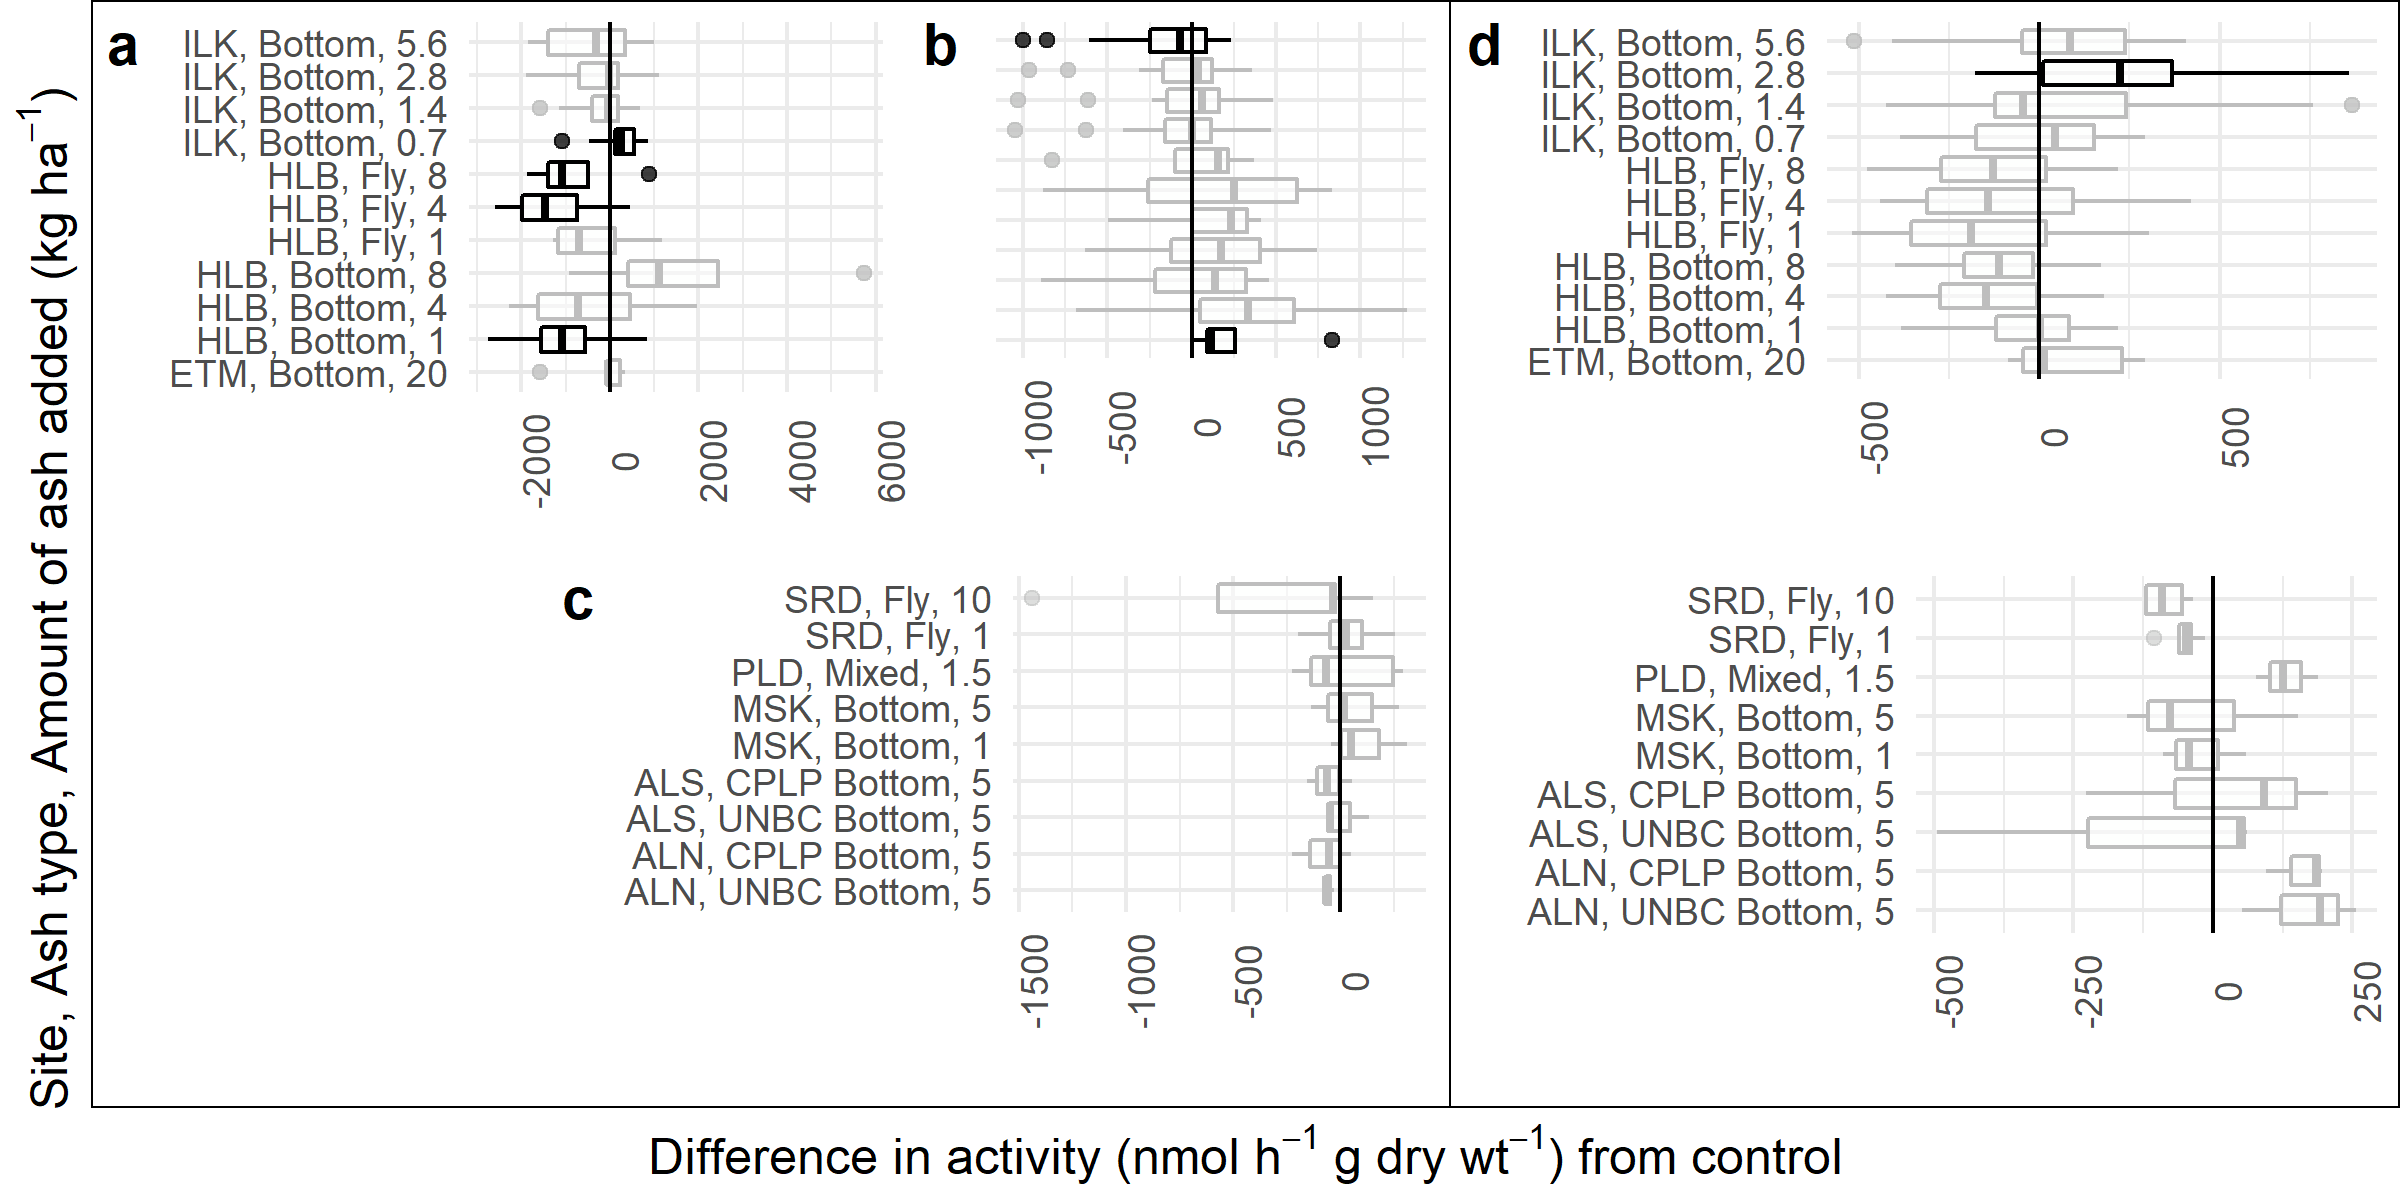 Site, Ash type, Amount of ash added (kg ha⁻¹)
a
ILK, Bottom, 5.6
ILK, Bottom, 2.8
ILK, Bottom, 1.4
ILK, Bottom, 0.7
HLB, Fly, 8
HLB, Fly, 4
HLB, Fly, 1
HLB, Bottom, 8
HLB, Bottom, 4
HLB, Bottom, 1
ETM, Bottom, 20
-2000 0 2000 4000 6000
b
-1000 -500 0 500 1000
c
SRD, Fly, 10
SRD, Fly, 1
PLD, Mixed, 1.5
MSK, Bottom, 5
MSK, Bottom, 1
ALS, CPLP Bottom, 5
ALS, UNBC Bottom, 5
ALN, CPLP Bottom, 5
ALN, UNBC Bottom, 5
-1500 -1000 -500 0
d
ILK, Bottom, 5.6
ILK, Bottom, 2.8
ILK, Bottom, 1.4
ILK, Bottom, 0.7
HLB, Fly, 8
HLB, Fly, 4
HLB, Fly, 1
HLB, Bottom, 8
HLB, Bottom, 4
HLB, Bottom, 1
ETM, Bottom, 20
-500 0 500
SRD, Fly, 10
SRD, Fly, 1
PLD, Mixed, 1.5
MSK, Bottom, 5
MSK, Bottom, 1
ALS, CPLP Bottom, 5
ALS, UNBC Bottom, 5
ALN, CPLP Bottom, 5
ALN, UNBC Bottom, 5
-500 -250 0 250
Difference in activity (nmol h⁻¹ g dry wt⁻¹) from control